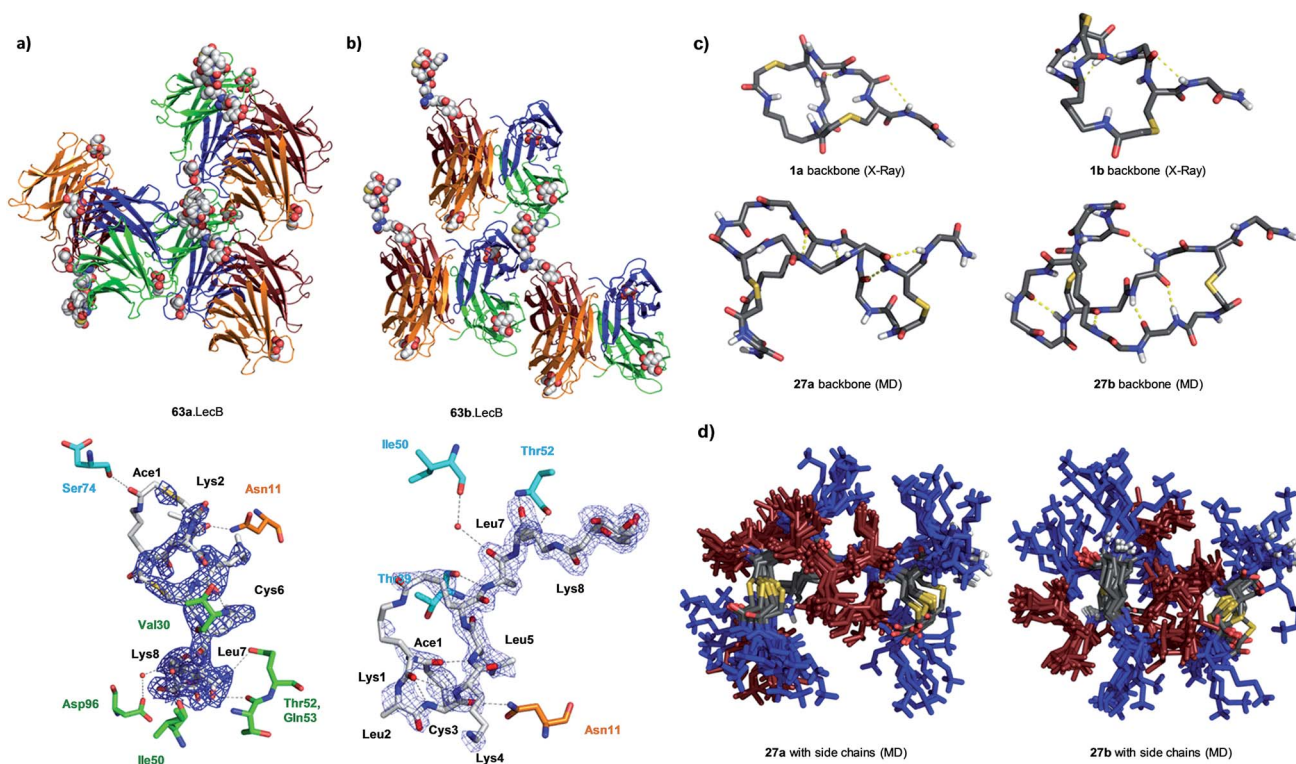 a)
63a.LecB
Ace1
Lys2
Ser74
Asn11
Cys6
Val30
Lys8
Leu7
Asp96
Thr52,
Gln53
Ile50
b)
63b.LecB
Ile50
Thr52
Leu7
Lys8
Ace1
Leu5
Lys1
Cys3
Asn11
Leu2
Lys4
c)
1a backbone (X-Ray)
1b backbone (X-Ray)
27a backbone (MD)
27b backbone (MD)
d)
27a with side chains (MD)
27b with side chains (MD)